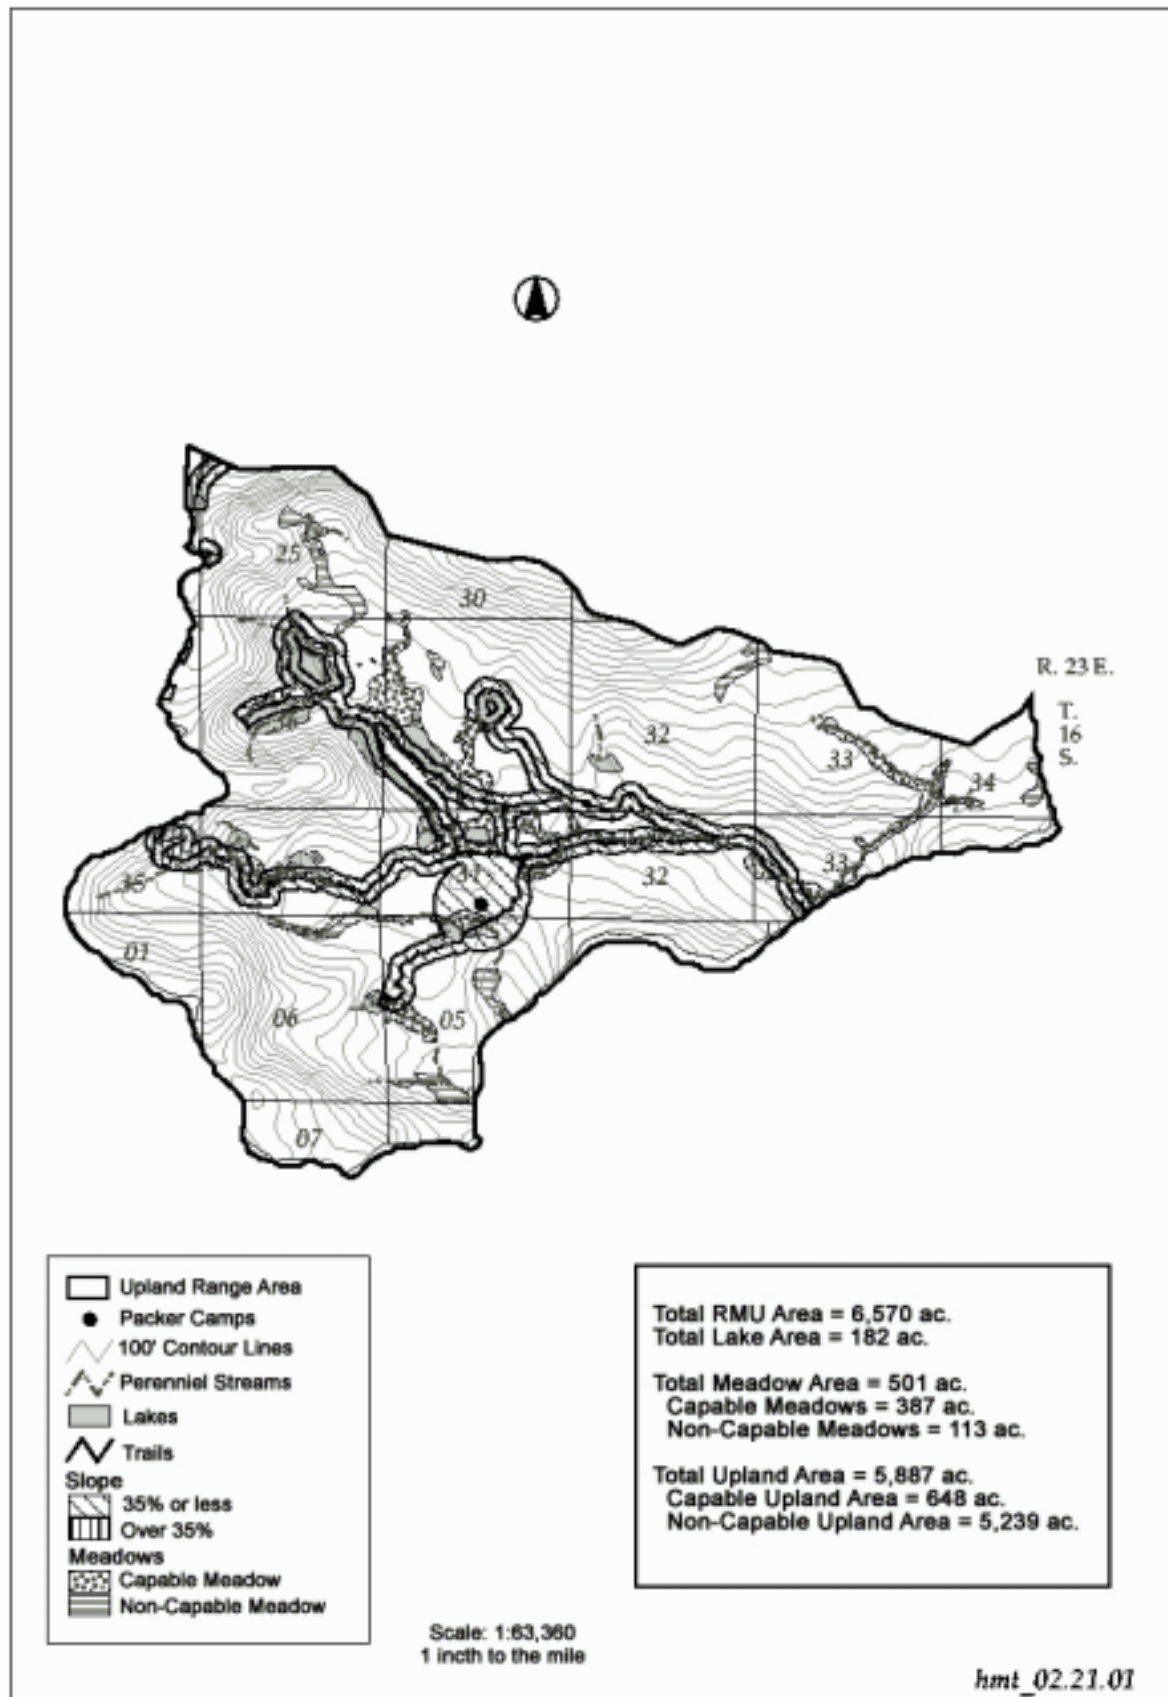 25
30
R. 23 E.
T.
16
S.
32
33
34
35
31
32
33
01
06
05
07
Upland Range Area
Packer Camps
100' Contour Lines
Perenniel Streams
Lakes
Trails
Slope
35% or less
Over 35%
Meadows
Capable Meadow
Non-Capable Meadow
Total RMU Area = 6,570 ac.
Total Lake Area = 182 ac.
Total Meadow Area = 501 ac.
Capable Meadows = 387 ac.
Non-Capable Meadows = 113 ac.
Total Upland Area = 5,887 ac.
Capable Upland Area = 648 ac.
Non-Capable Upland Area = 5,239 ac.
Scale: 1:63,360
1 incth to the mile
hmt_02.21.01